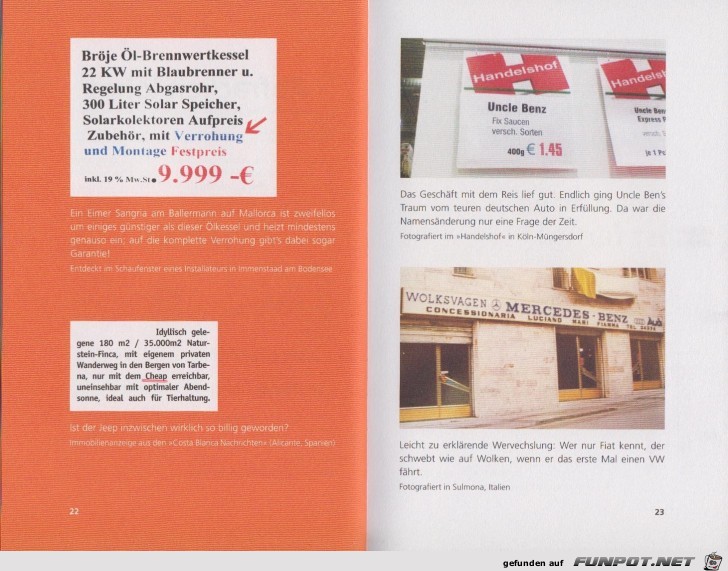 Bröje Öl-Brennwertkessel
22 KW mit Blaubrenner u.
Regelung Abgasrohr,
300 Liter Solar Speicher,
Solarkolektoren Aufpreis
Zubehör, mit Verrohung
und Montage Festpreis
inkl. 19 % Mw.St. 9.999 -€
Ein Eimer Sangria am Ballermann auf Mallorca ist zweifellos
um einiges günstiger als dieser Ölkessel und heizt mindestens
genauso ein; auf die komplette Verrohung gibt's dabei sogar
Garantie!
Entdeckt im Schaufenster eines Installateurs in Immenstaad am Bodensee
Idyllisch gele-
gene 180 m2 / 35.000m2 Natur-
stein-Finca, mit eigenem privaten
Wanderweg in den Bergen von Tarbe-
na, nur mit dem Cheap erreichbar,
uneinsehbar mit optimaler Abend-
sonne, ideal auch für Tierhaltung.
Ist der Jeep inzwischen wirklich so billig geworden?
Immobilienanzeige aus den »Costa Blanca Nachrichten« (Alicante, Spanien)
22
Handelshof
Uncle Benz
Fix Saucen
versch. Sorten
400g € 1.45
Handelsh
Uncle Ben
Express
versch.
Das Geschäft mit dem Reis lief gut. Endlich ging Uncle Ben's
Traum vom teuren deutschen Auto in Erfüllung. Da war die
Namensänderung nur eine Frage der Zeit.
Fotografiert im »Handelshof« in Köln-Müngersdorf
WOLKSVAGEN MERCEDES-BENZ Audi
CONCESSIONARIA LUCIANO MARI FIAMMA TEL
Leicht zu erklärende Wervechslung: Wer nur Fiat kennt, der
schwebt wie auf Wolken, wenn er das erste Mal einen VW
fährt.
Fotografiert in Sulmona, Italien
23
gefunden auf FUNPOT.NET